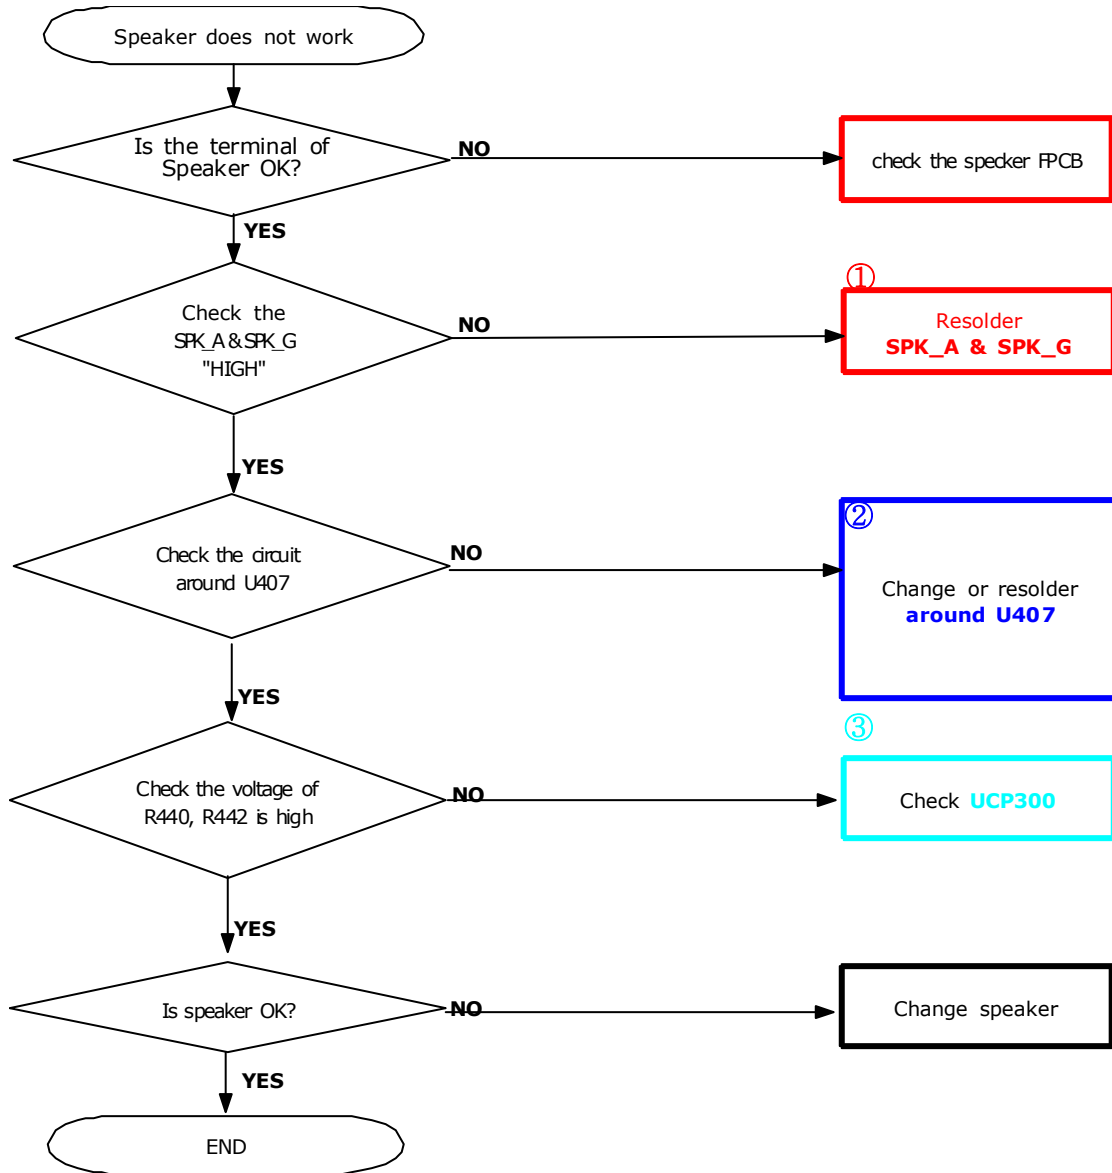 Speaker does not work
Is the terminal of
Speaker OK?
NO
check the specker FPCB
YES
Check the
SPK_A & SPK_G
"HIGH"
NO
①
Resolder
SPK_A & SPK_G
YES
Check the circuit
around U407
NO
②
Change or resolder
around U407
YES
Check the voltage of
R440, R442 is high
NO
③
Check UCP300
YES
Is speaker OK?
NO
Change speaker
YES
END